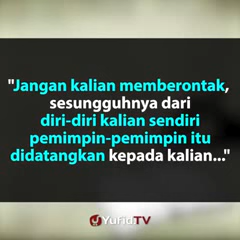 "Jangan kalian memberontak,
sesungguhnya dari
diri-diri kalian sendiri
pemimpin-pemimpin itu
didatangkan kepada kalian..."
YufidTV